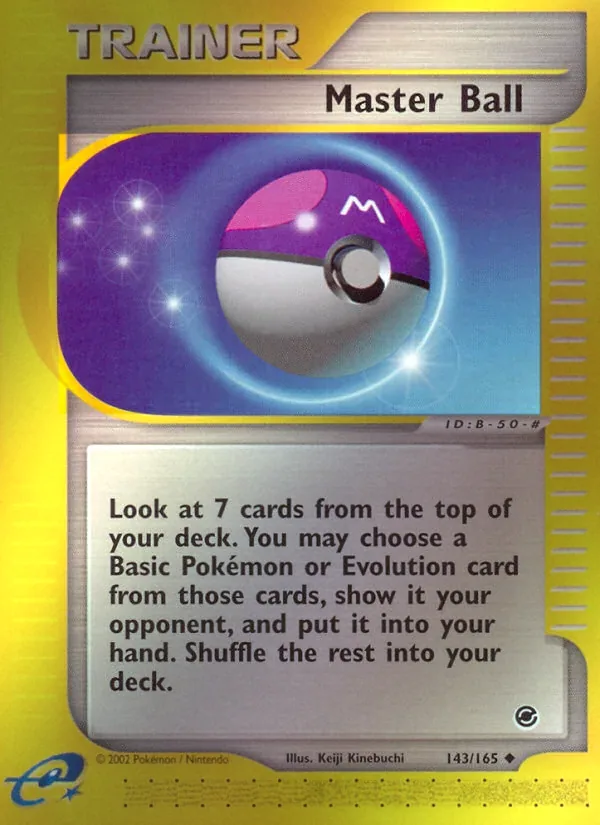 TRAINER
Master Ball
M
ID:B-50-#
Look at 7 cards from the top of
your deck. You may choose a
Basic Pokémon or Evolution card
from those cards, show it your
opponent, and put it into your
hand. Shuffle the rest into your
deck.
© 2002 Pokémon / Nintendo
Illus. Keiji Kinebuchi
143/165 ◆
e